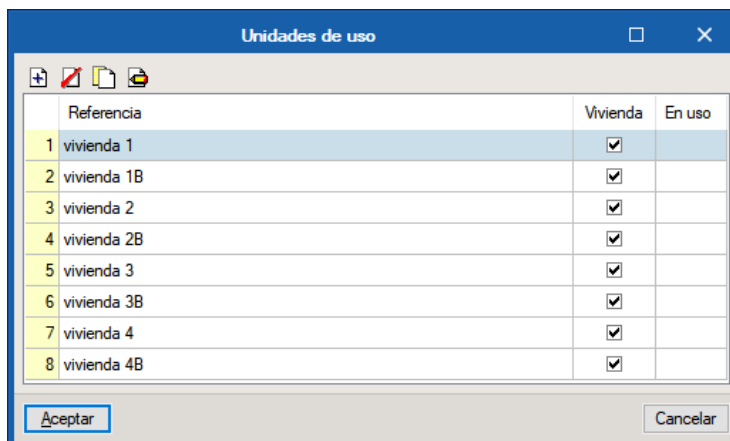 Unidades de uso
Referencia Vivienda En uso
1 vivienda 1
2 vivienda 1B
3 vivienda 2
4 vivienda 2B
5 vivienda 3
6 vivienda 3B
7 vivienda 4
8 vivienda 4B
Aceptar Cancelar